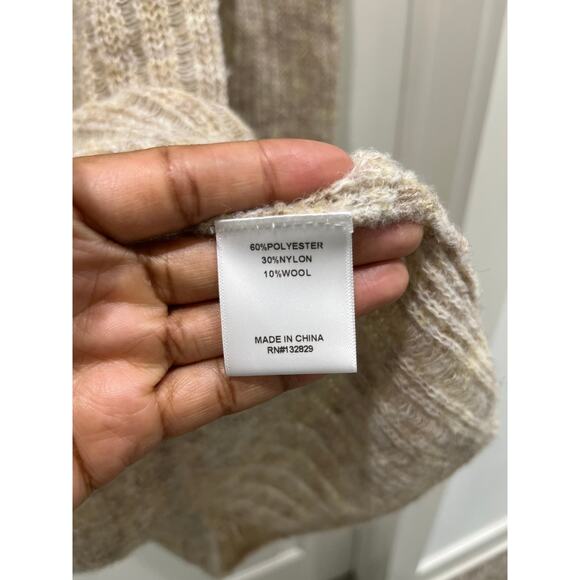 60%POLYESTER
30%NYLON
10%WOOL
MADE IN CHINA
RN#132829